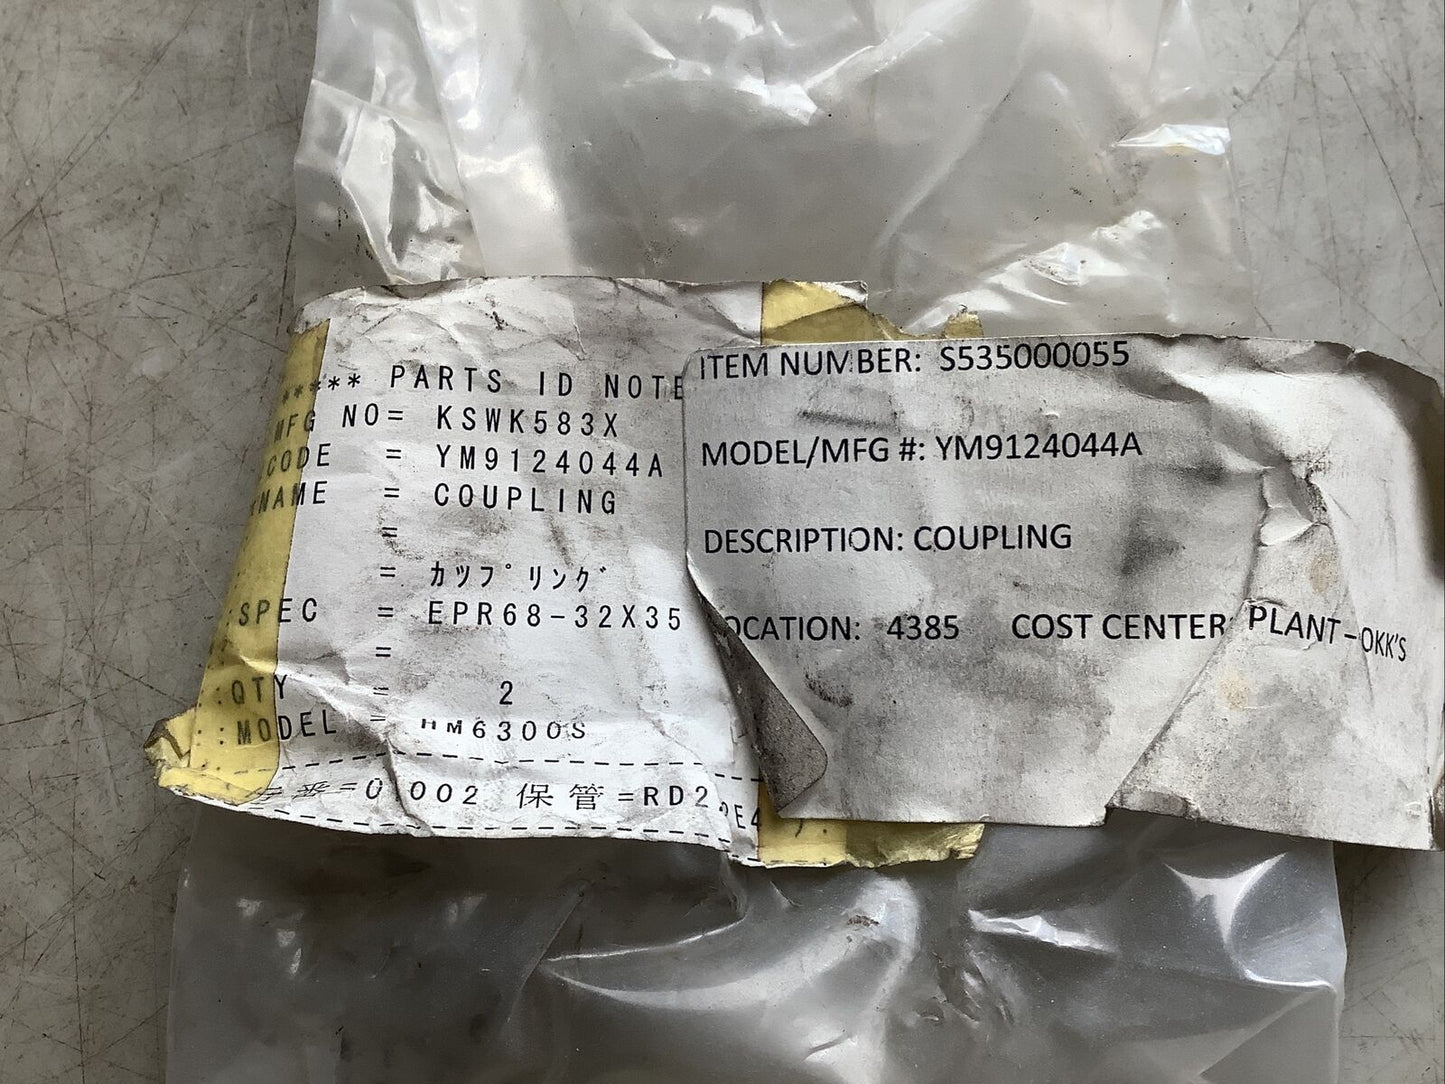 ***** PARTS ID NOTE
MFG NO= KSWK583X
CODE = YM9124044A
NAME = COUPLING
=
= カップリング
:SPEC = EPR68-32X35
=
::QTY = 2
::MODEL = HM6300S
番=0002 保管=RD2
ITEM NUMBER: S535000055
MODEL/MFG #: YM9124044A
DESCRIPTION: COUPLING
OCATION: 4385 COST CENTER: PLANT-OKK'S